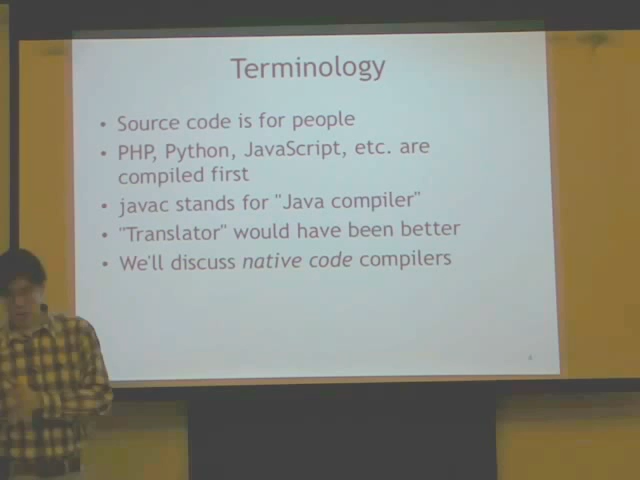 Terminology
• Source code is for people
• PHP, Python, JavaScript, etc. are
compiled first
• javac stands for "Java compiler"
• "Translator" would have been better
• We'll discuss native code compilers